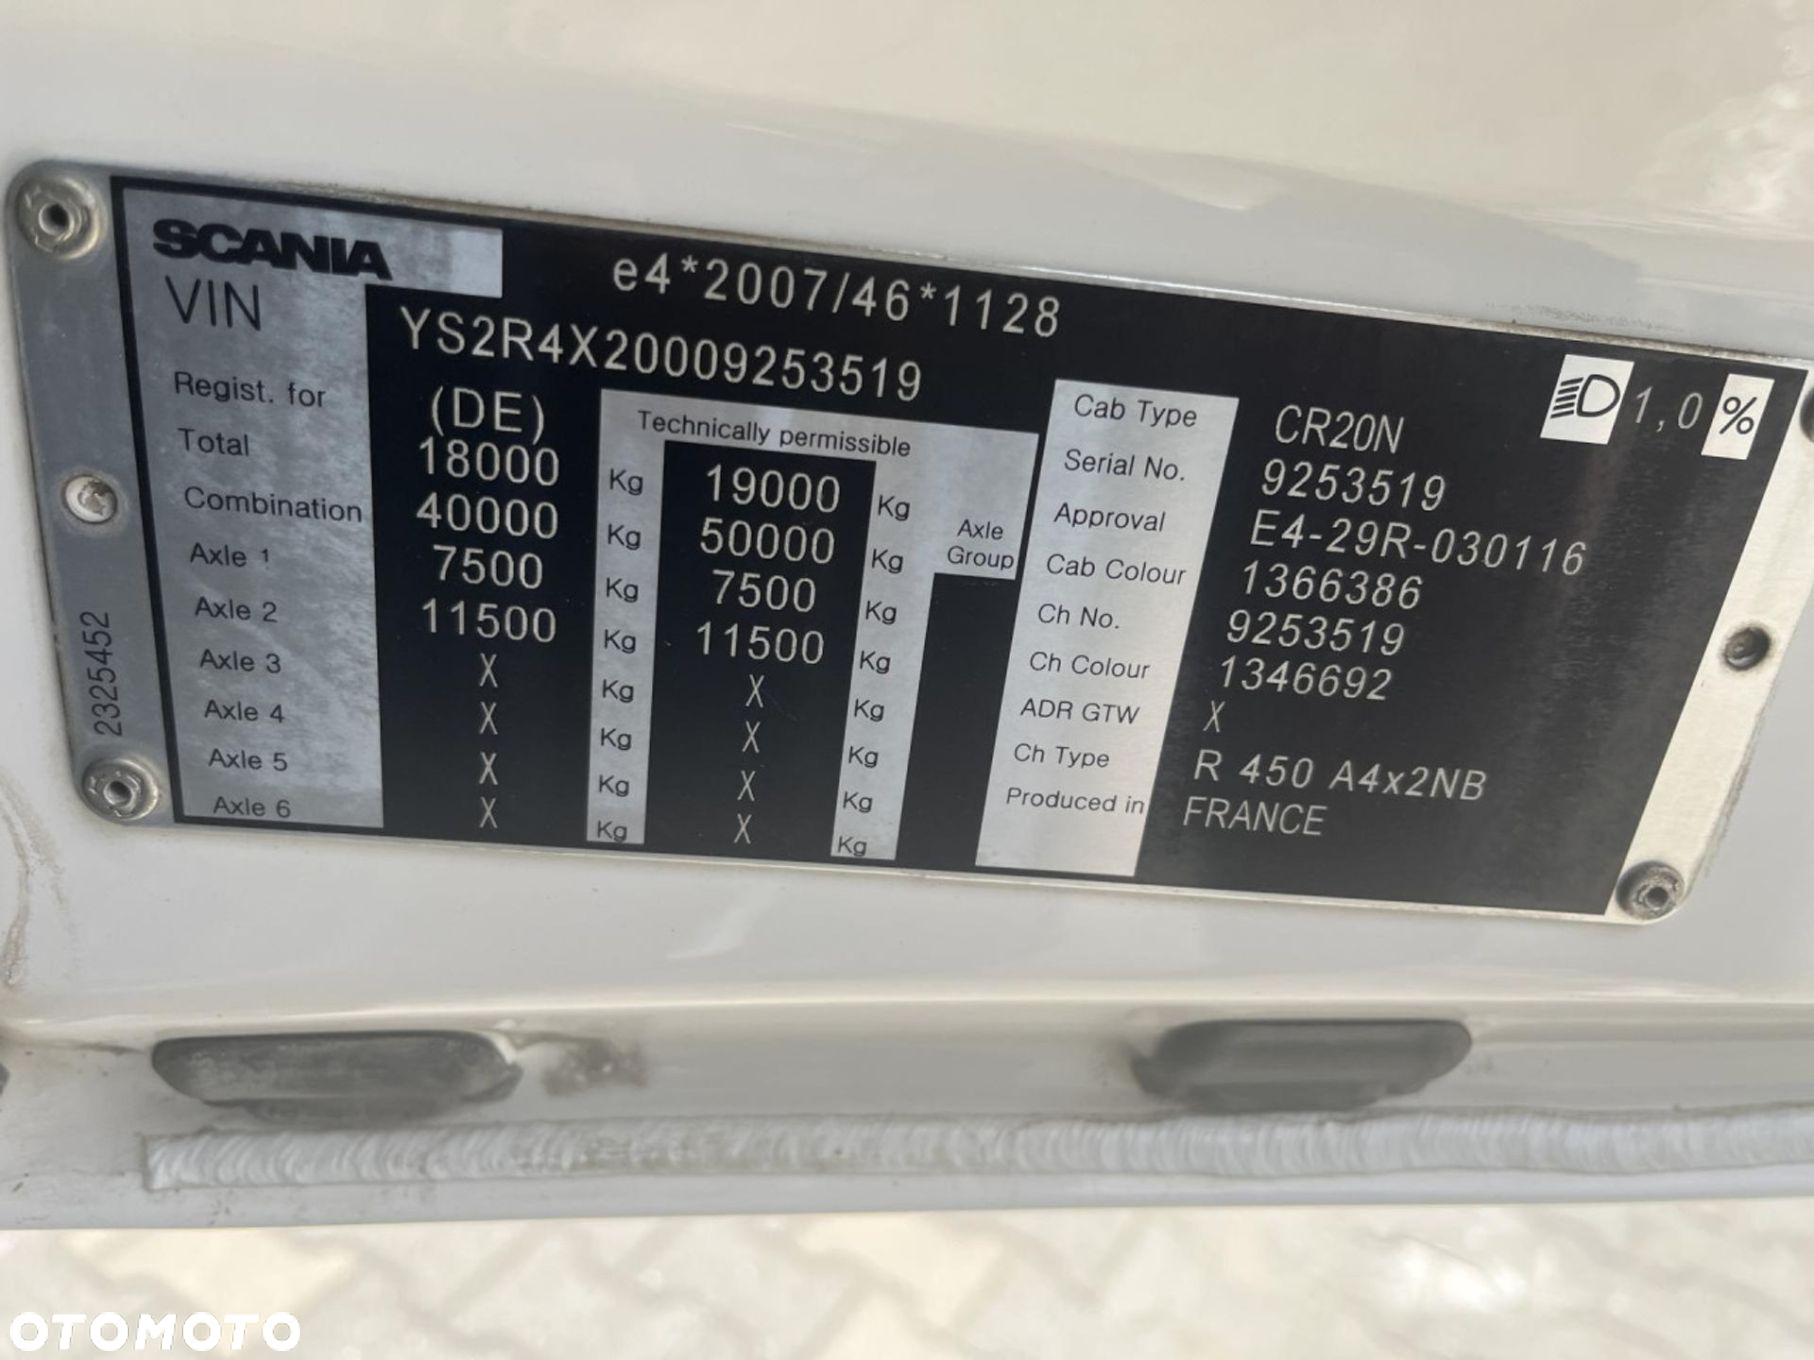 SCANIA
e4*2007/46*1128
VIN YS2R4X20009253519
Regist. for (DE)
Technically permissible
Total 18000 Kg 19000 Kg
Combination 40000 Kg 50000 Kg
Axle Group
Axle 1 7500 Kg 7500 Kg
Axle 2 11500 Kg 11500 Kg
Axle 3 X Kg X Kg
Axle 4 X Kg X Kg
Axle 5 X Kg X Kg
Axle 6 X Kg X Kg
1,0 %
Cab Type CR20N
Serial No. 9253519
Approval E4-29R-030116
Cab Colour 1366386
Ch No. 9253519
Ch Colour 1346692
ADR GTW X
Ch Type R 450 A4x2NB
Produced in FRANCE
2325452
OTOMOTO